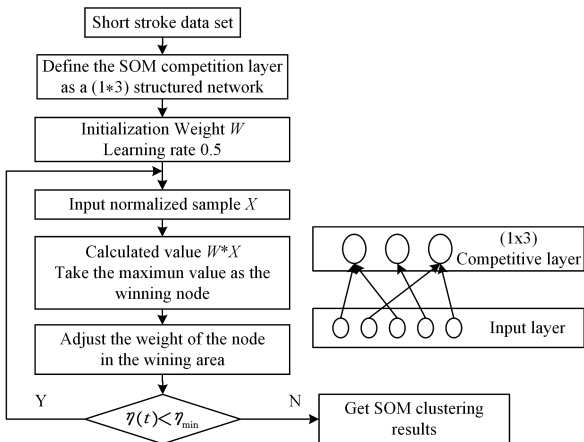 Short stroke data set
Define the SOM competition layer
as a (1*3) structured network
Initialization Weight W
Learning rate 0.5
Input normalized sample X
Calculated value W*X
Take the maximun value as the
winning node
Adjust the weight of the node
in the wining area
Y
η(t)<η_min
N
Get SOM clustering
results
(1x3)
Competitive layer
Input layer